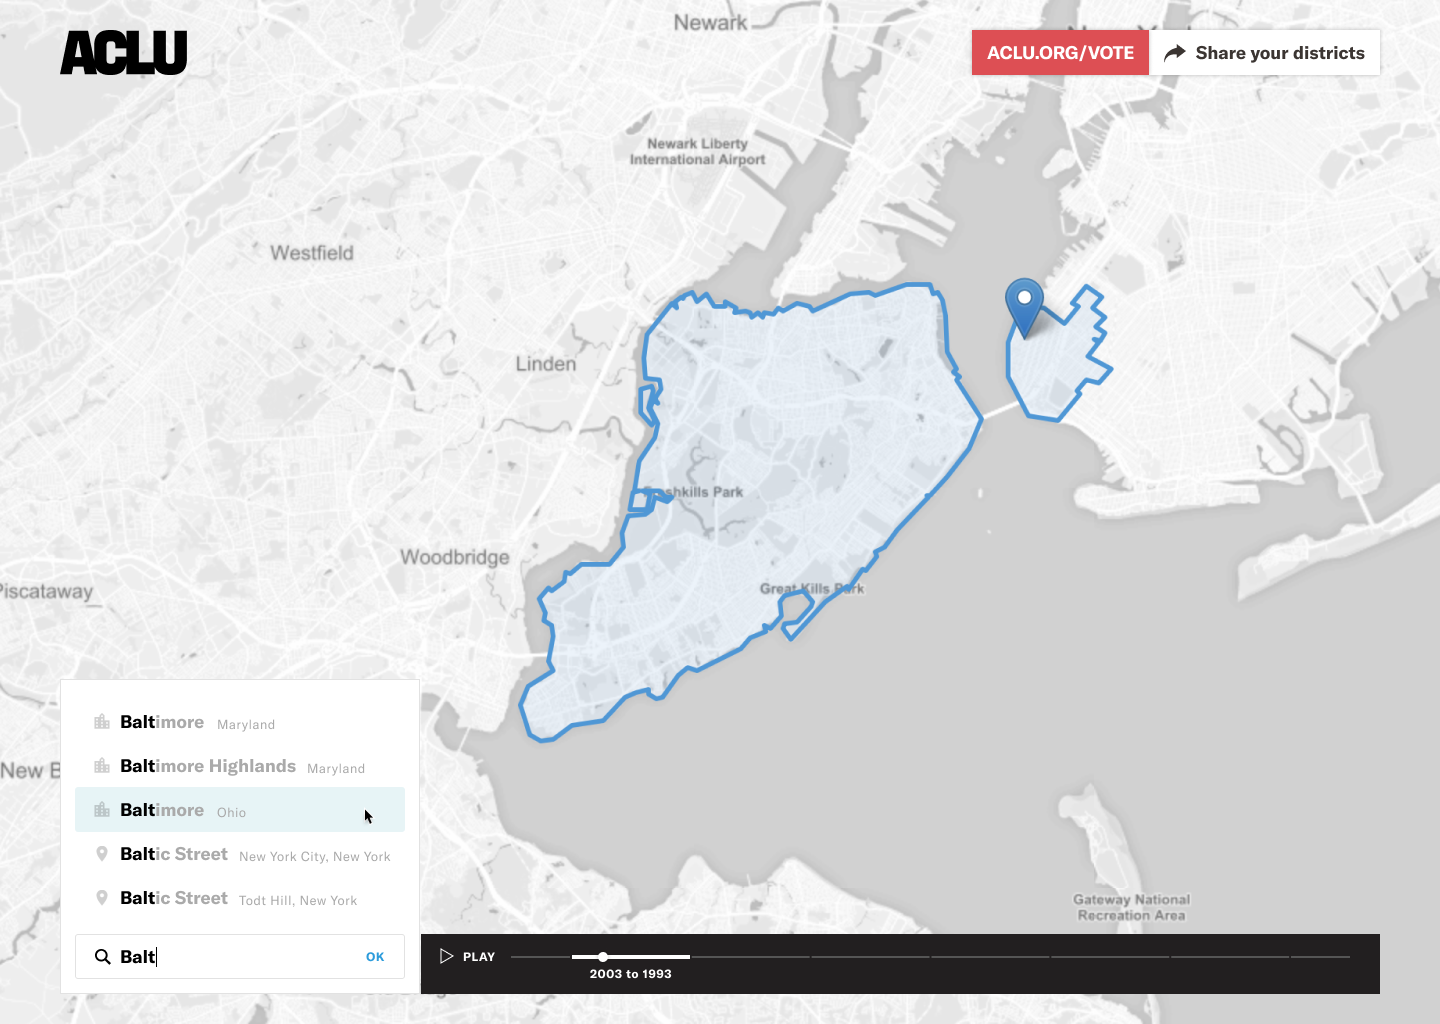 Newark
ACLU
ACLU.ORG/VOTE
Share your districts
Newark Liberty
International Airport
Westfield
Linden
Freshkills Park
Woodbridge
Great Kills Park
Piscataway
New B
Baltimore Maryland
Baltimore Highlands Maryland
Baltimore Ohio
Baltic Street New York City, New York
Baltic Street Todt Hill, New York
Gateway National
Recreation Area
Balt
OK
PLAY
2003 to 1993